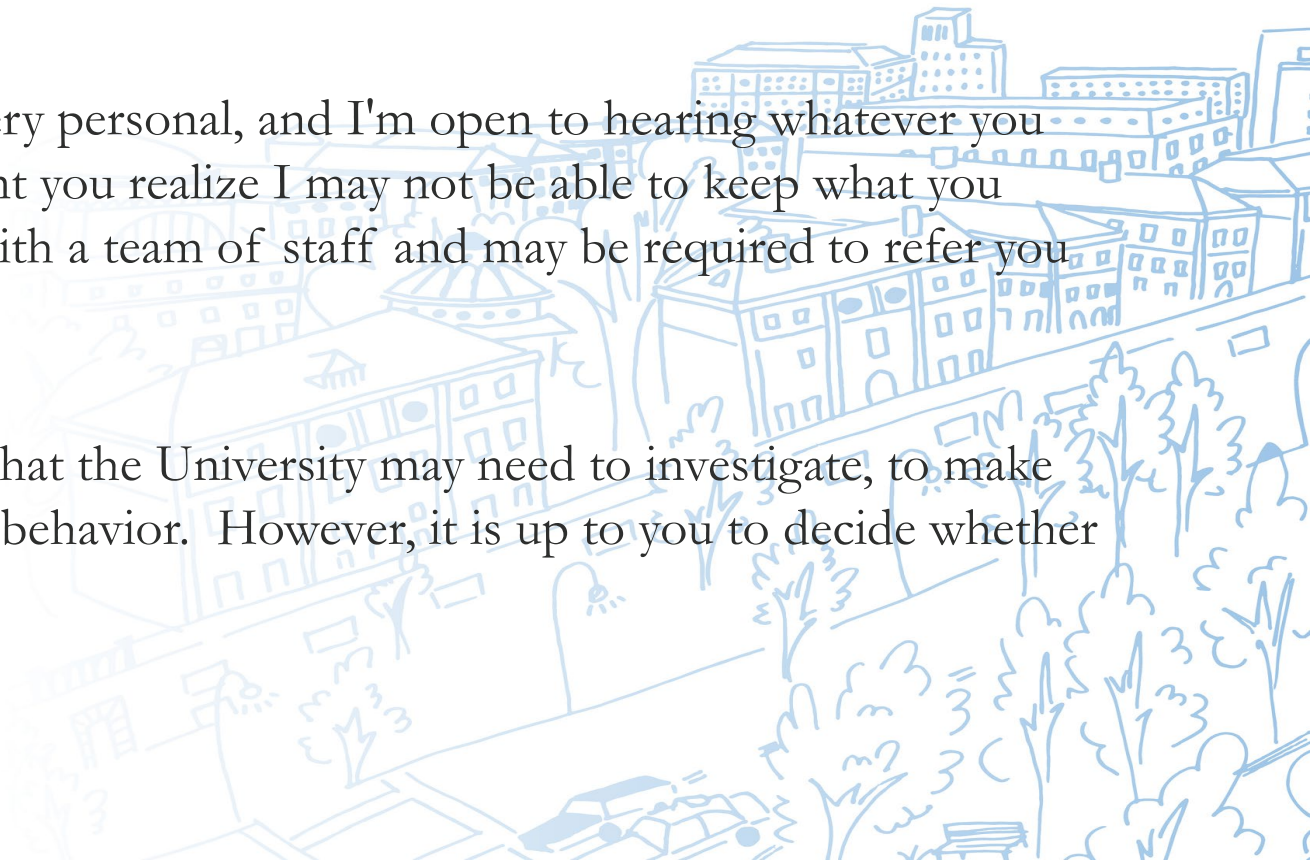 ry personal, and I'm open to hearing whatever you
nt you realize I may not be able to keep what you
ith a team of staff and may be required to refer you
hat the University may need to investigate, to make
behavior. However, it is up to you to decide whether